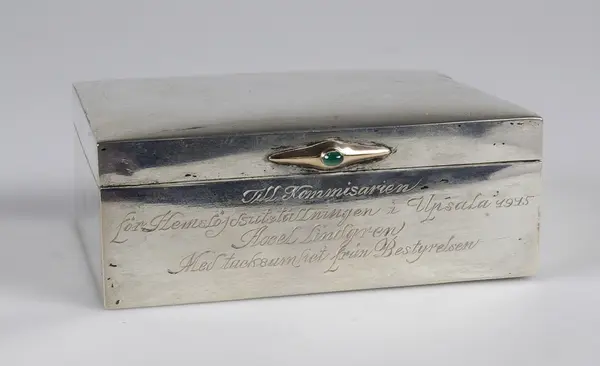 Till Kommisarien
för Hemslöjdsutställningen i Upsala 1915
Axel Lindgren
Med tacksamhet från Bestyrelsen